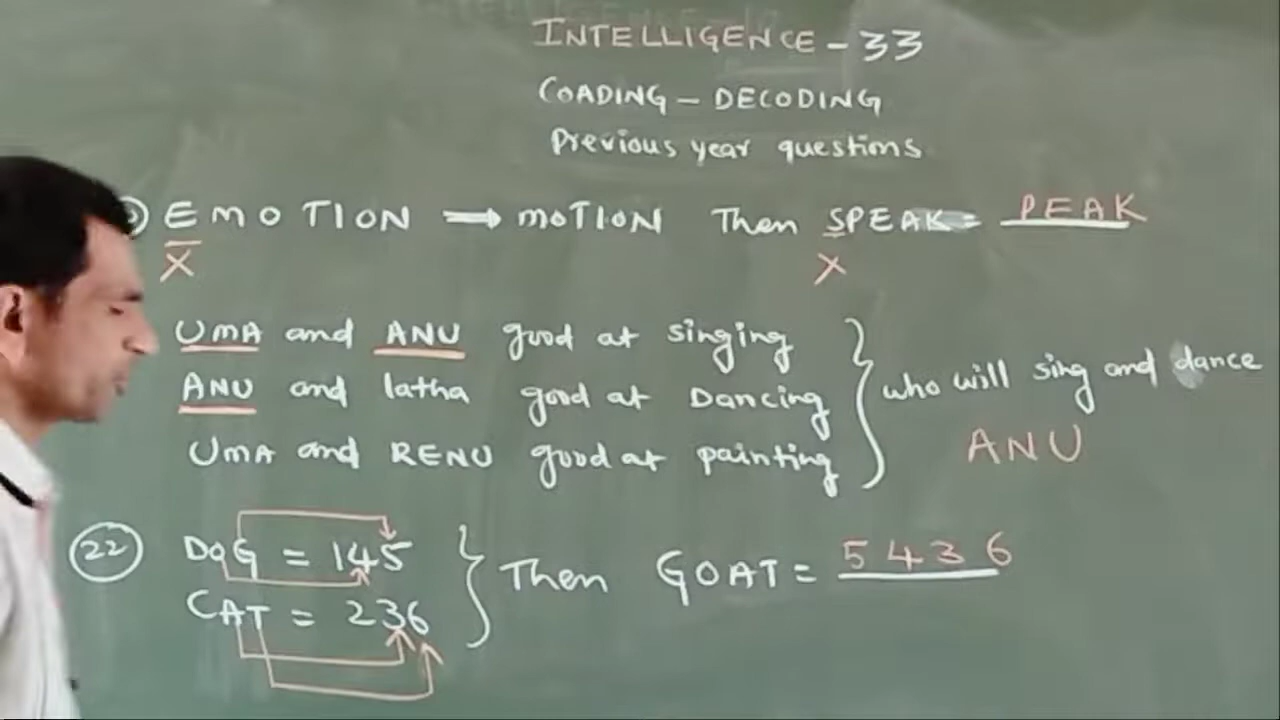 INTELLIGENCE - 33
COADING - DECODING
Previous year questions
EMOTION → MOTION Then SPEAK = PEAK
X X
UMA and ANU good at singing
ANU and latha good at Dancing
UMA and RENU good at painting
who will sing and dance
ANU
22 DOG = 145
CAT = 236
Then GOAT = 5436